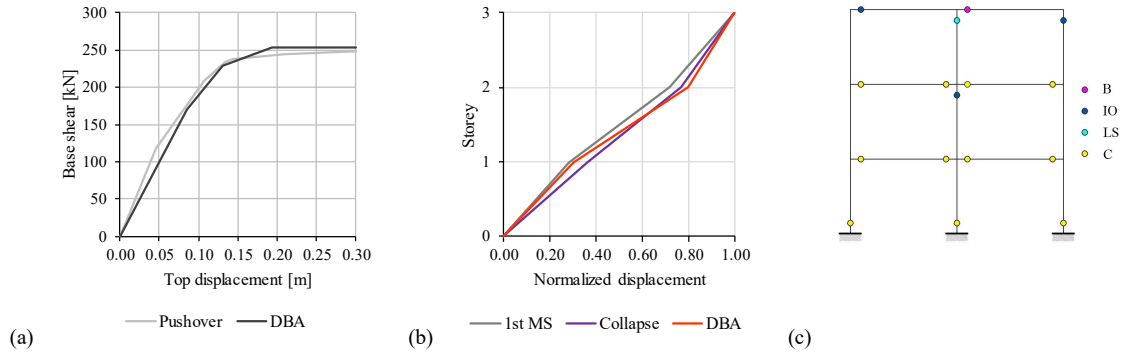 300
250
200
150
100
50
0
Base shear [kN]
0.00 0.05 0.10 0.15 0.20 0.25 0.30
Top displacement [m]
Pushover DBA
(a)
3
2
1
0
Storey
0.00 0.20 0.40 0.60 0.80 1.00
Normalized displacement
1st MS Collapse DBA
(b)
B
IO
LS
C
(c)